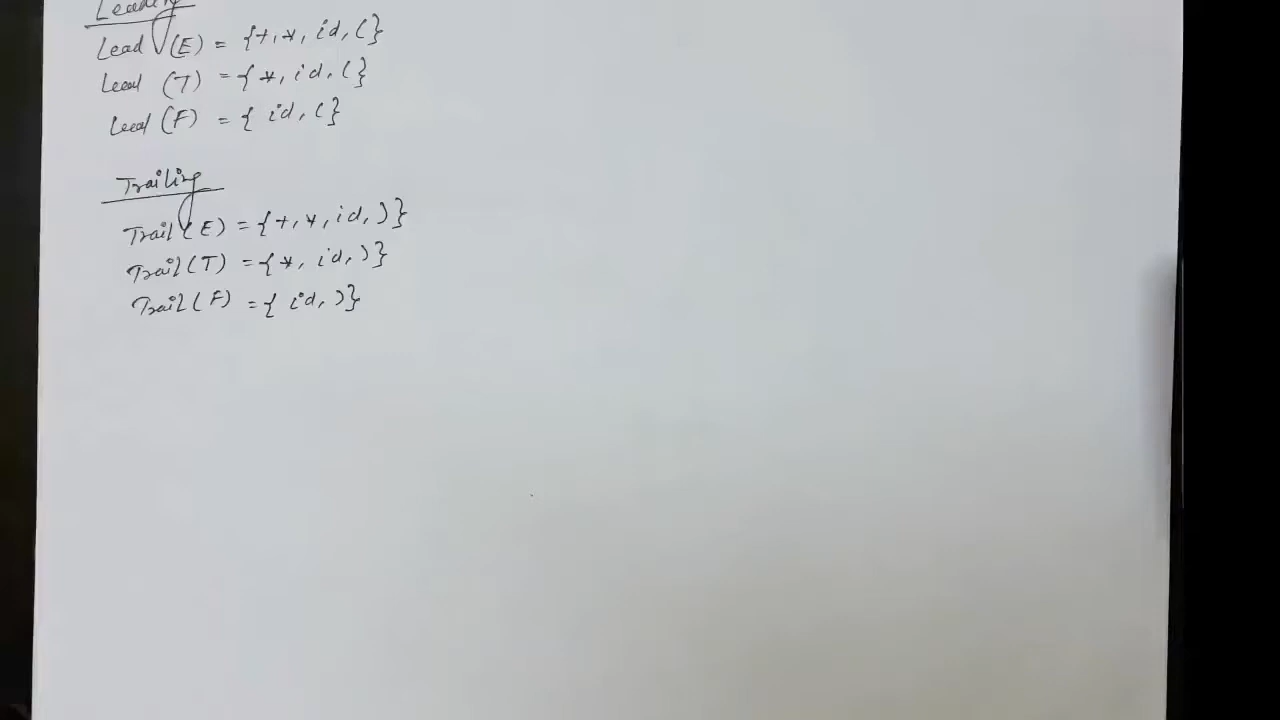 Leading
Lead (E) = {+, *, id, (}
Lead (T) = {*, id, (}
Lead (F) = { id, (}
Trailing
Trail(E) = {+, *, id, )}
Trail(T) = {*, id, )}
Trail(F) = { id, )}